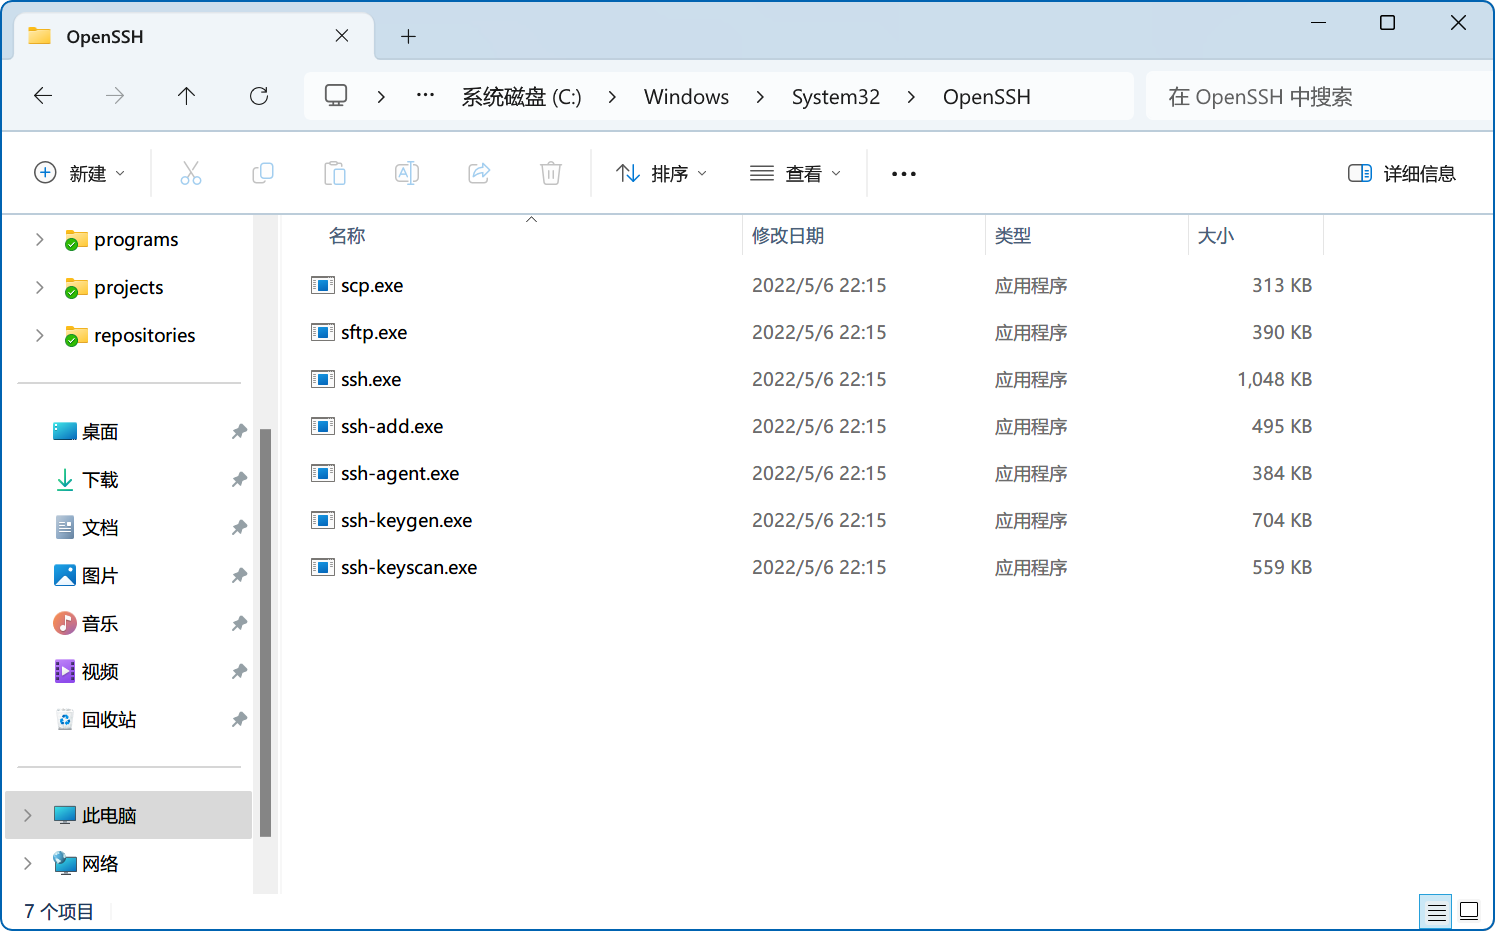 OpenSSH
系统磁盘 (C:) Windows System32 OpenSSH 在 OpenSSH 中搜索
新建 排序 查看 详细信息
programs
projects
repositories
桌面
下载
文档
图片
音乐
视频
回收站
此电脑
网络
名称 修改日期 类型 大小
scp.exe 2022/5/6 22:15 应用程序 313 KB
sftp.exe 2022/5/6 22:15 应用程序 390 KB
ssh.exe 2022/5/6 22:15 应用程序 1,048 KB
ssh-add.exe 2022/5/6 22:15 应用程序 495 KB
ssh-agent.exe 2022/5/6 22:15 应用程序 384 KB
ssh-keygen.exe 2022/5/6 22:15 应用程序 704 KB
ssh-keyscan.exe 2022/5/6 22:15 应用程序 559 KB
7 个项目